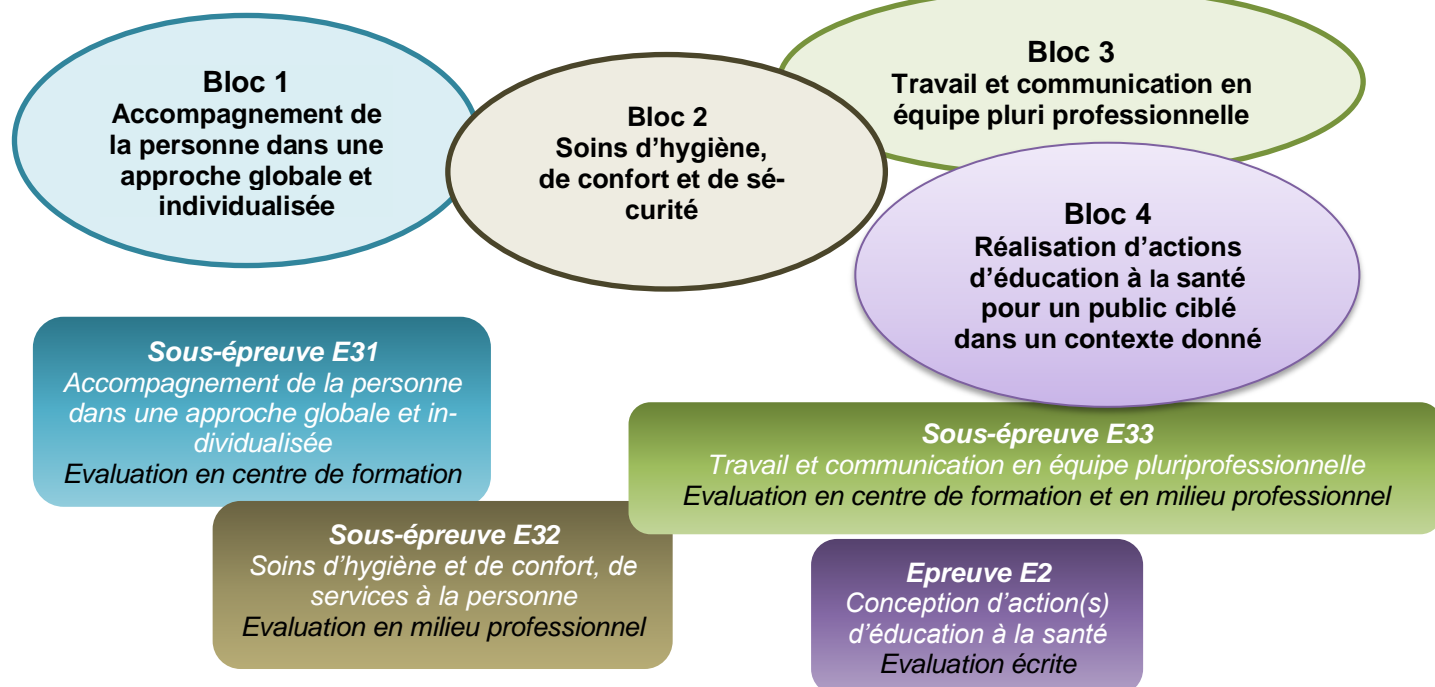 Bloc 1
Accompagnement de
la personne dans une
approche globale et
individualisée
Bloc 2
Soins d'hygiène,
de confort et de sé-
curité
Bloc 3
Travail et communication en
équipe pluri professionnelle
Bloc 4
Réalisation d'actions
d'éducation à la santé
pour un public ciblé
dans un contexte donné
Sous-épreuve E31
Accompagnement de la personne
dans une approche globale et in-
dividualisée
Evaluation en centre de formation
Sous-épreuve E33
Travail et communication en équipe pluriprofessionnelle
Evaluation en centre de formation et en milieu professionnel
Sous-épreuve E32
Soins d'hygiène et de confort, de
services à la personne
Evaluation en milieu professionnel
Epreuve E2
Conception d'action(s)
d'éducation à la santé
Evaluation écrite